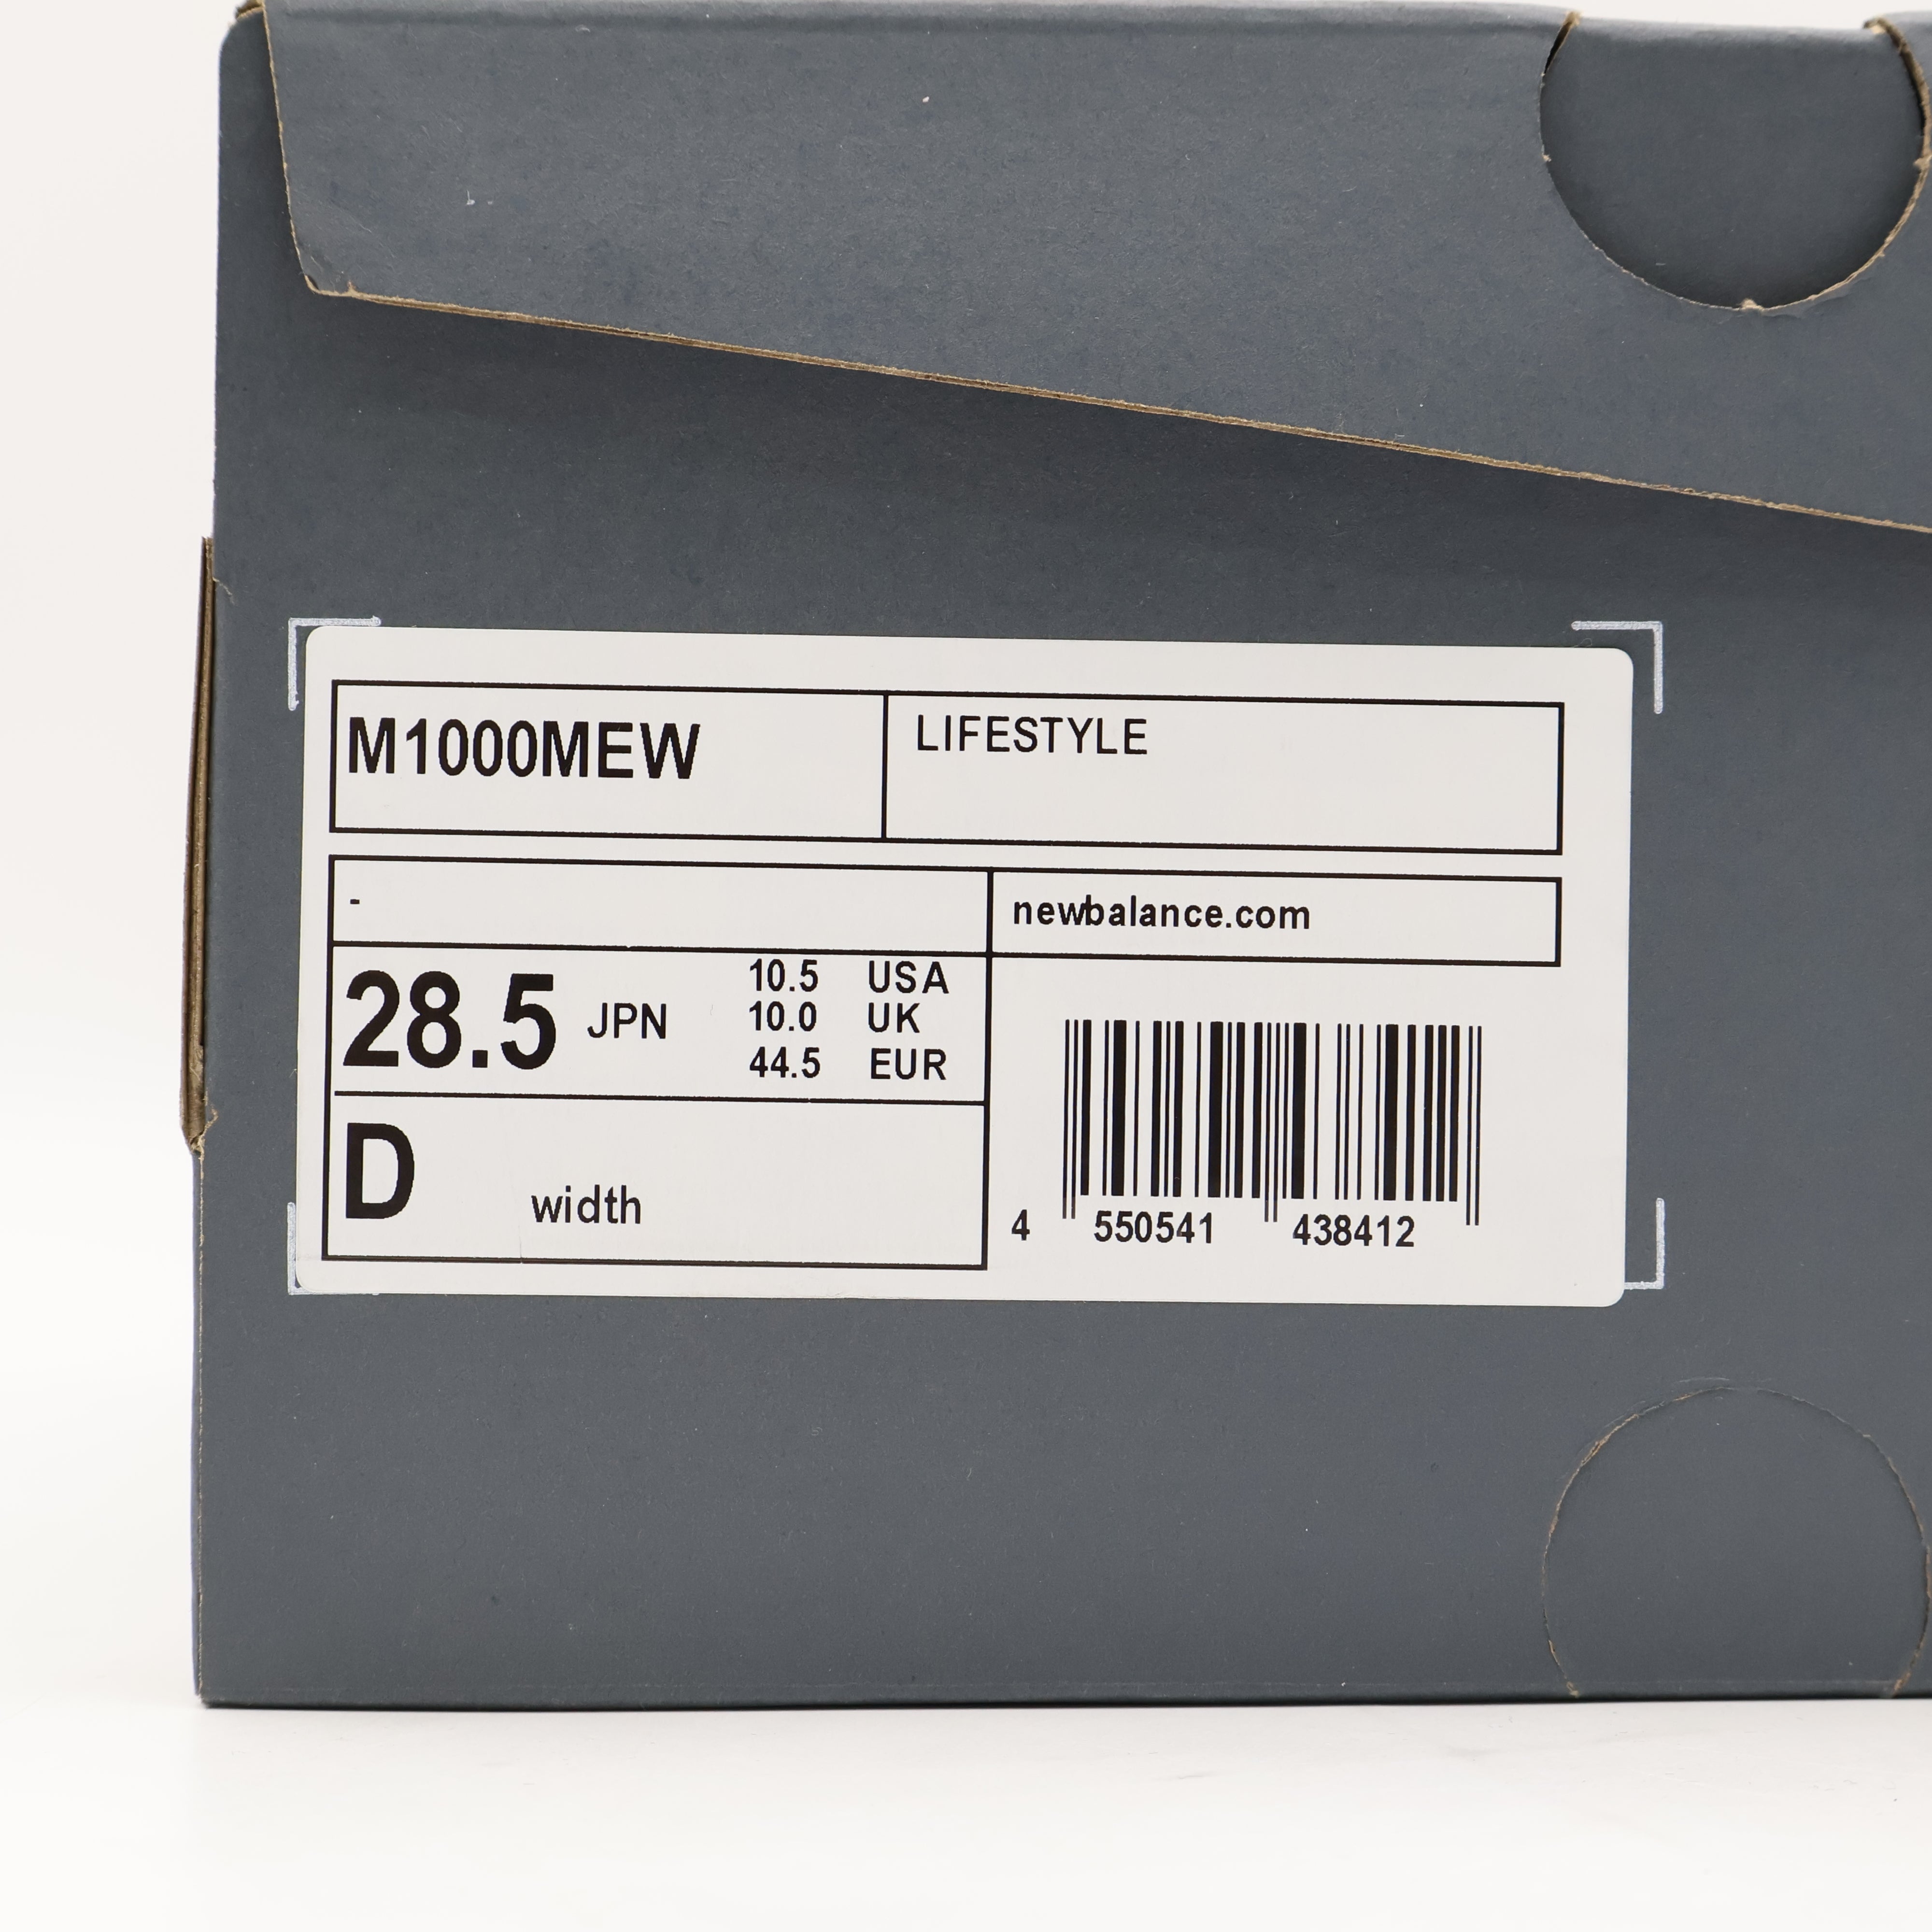 M1000MEW
LIFESTYLE
-
newbalance.com
28.5 JPN
10.5 USA
10.0 UK
44.5 EUR
D width
4 550541 438412